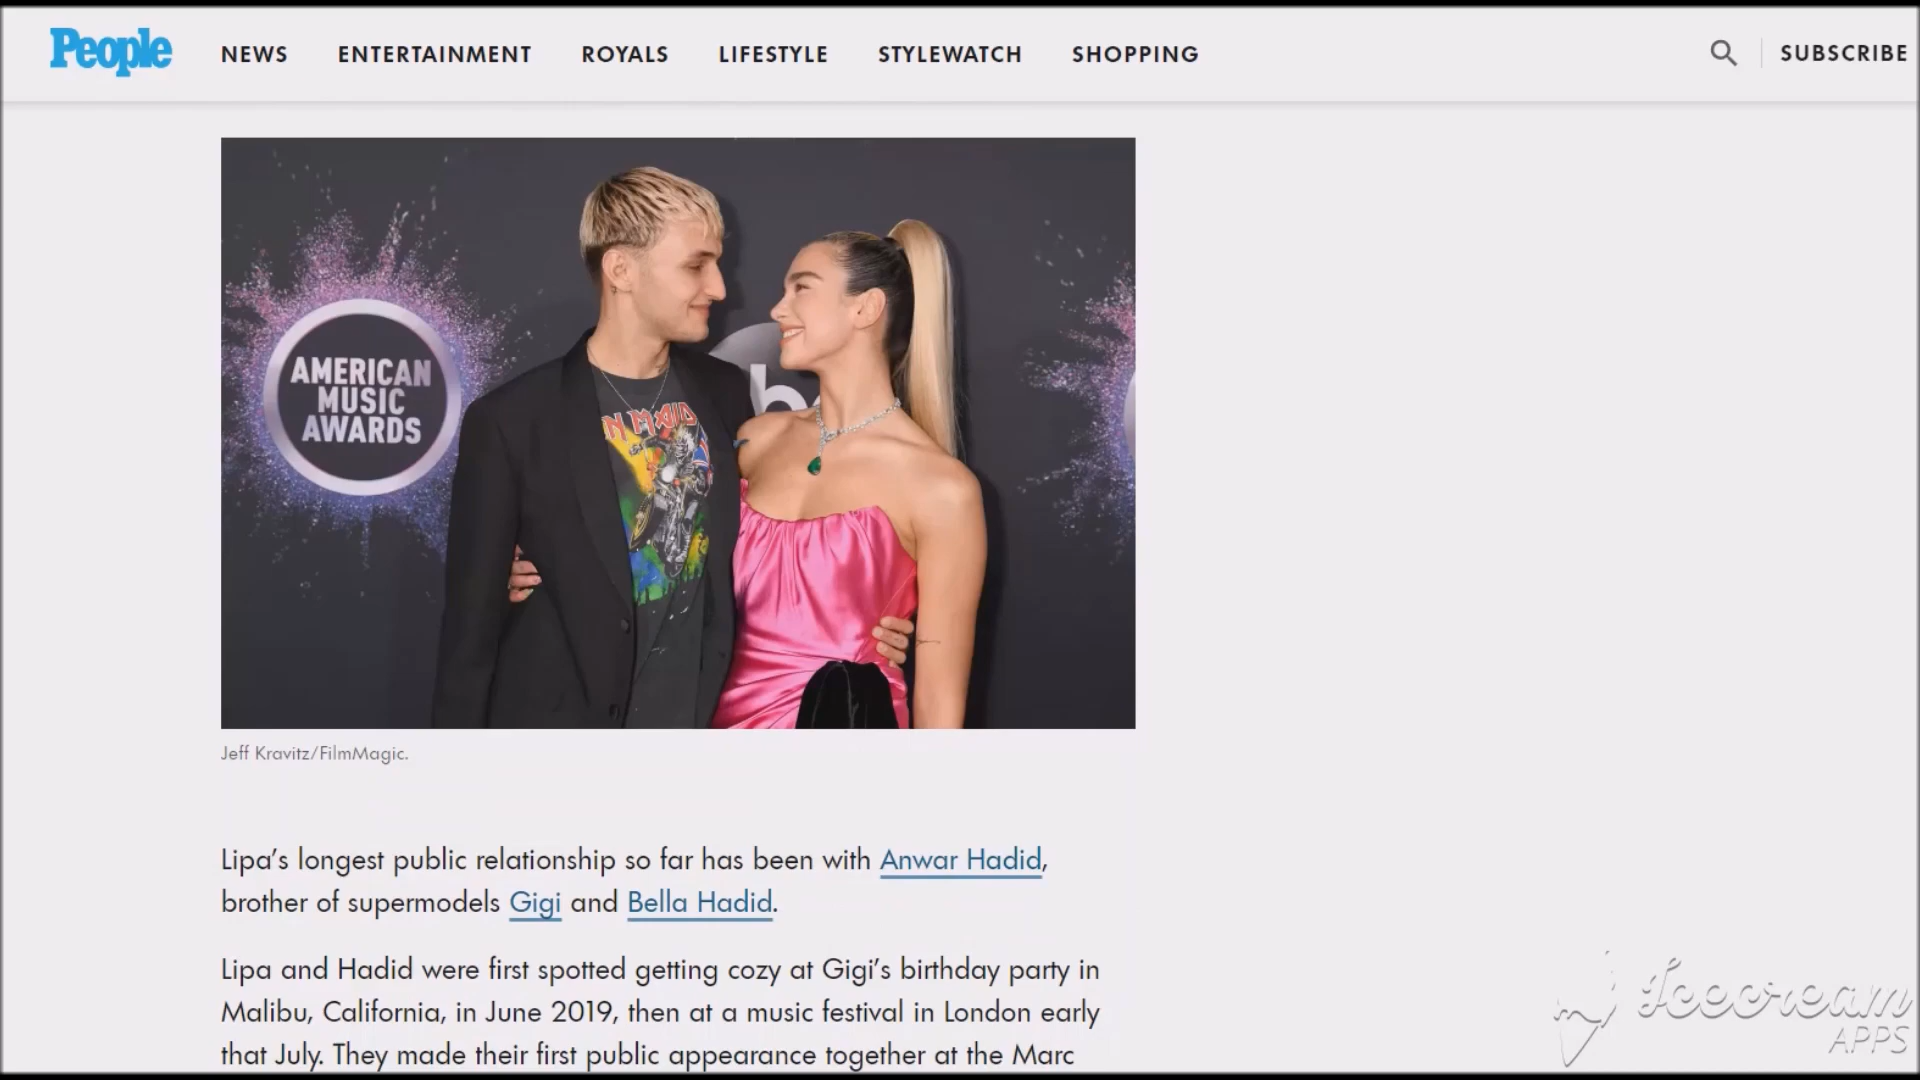 People
NEWS
ENTERTAINMENT
ROYALS
LIFESTYLE
STYLEWATCH
SHOPPING
SUBSCRIBE
AMERICAN
MUSIC
AWARDS
N MAID
Jeff Kravitz/FilmMagic.
Lipa's longest public relationship so far has been with Anwar Hadid,
brother of supermodels Gigi and Bella Hadid.
Lipa and Hadid were first spotted getting cozy at Gigi's birthday party in
Malibu, California, in June 2019, then at a music festival in London early
that July. They made their first public appearance together at the Marc
Icecream
APPS